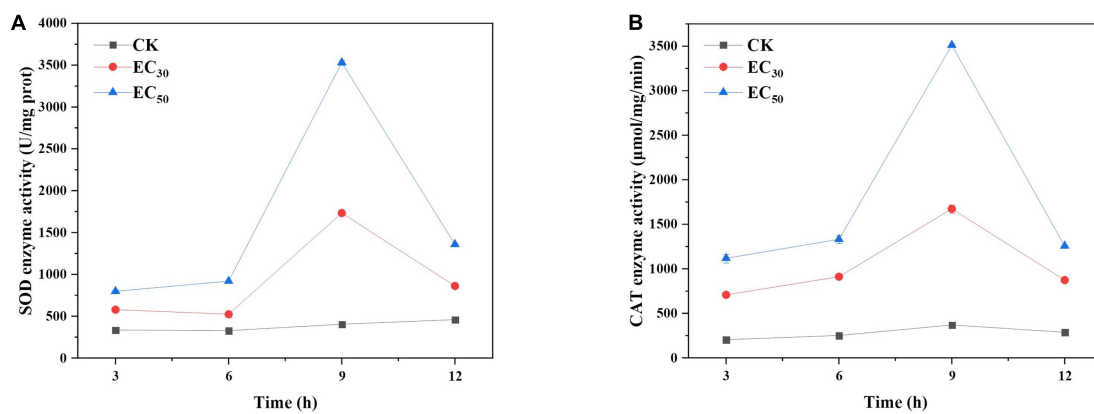 A
SOD enzyme activity (U/mg prot)
4000
3500
3000
2500
2000
1500
1000
500
0
CK
EC₃₀
EC₅₀
3 6 9 12
Time (h)
B
CAT enzyme activity (μmol/mg/min)
3500
3000
2500
2000
1500
1000
500
0
CK
EC₃₀
EC₅₀
3 6 9 12
Time (h)